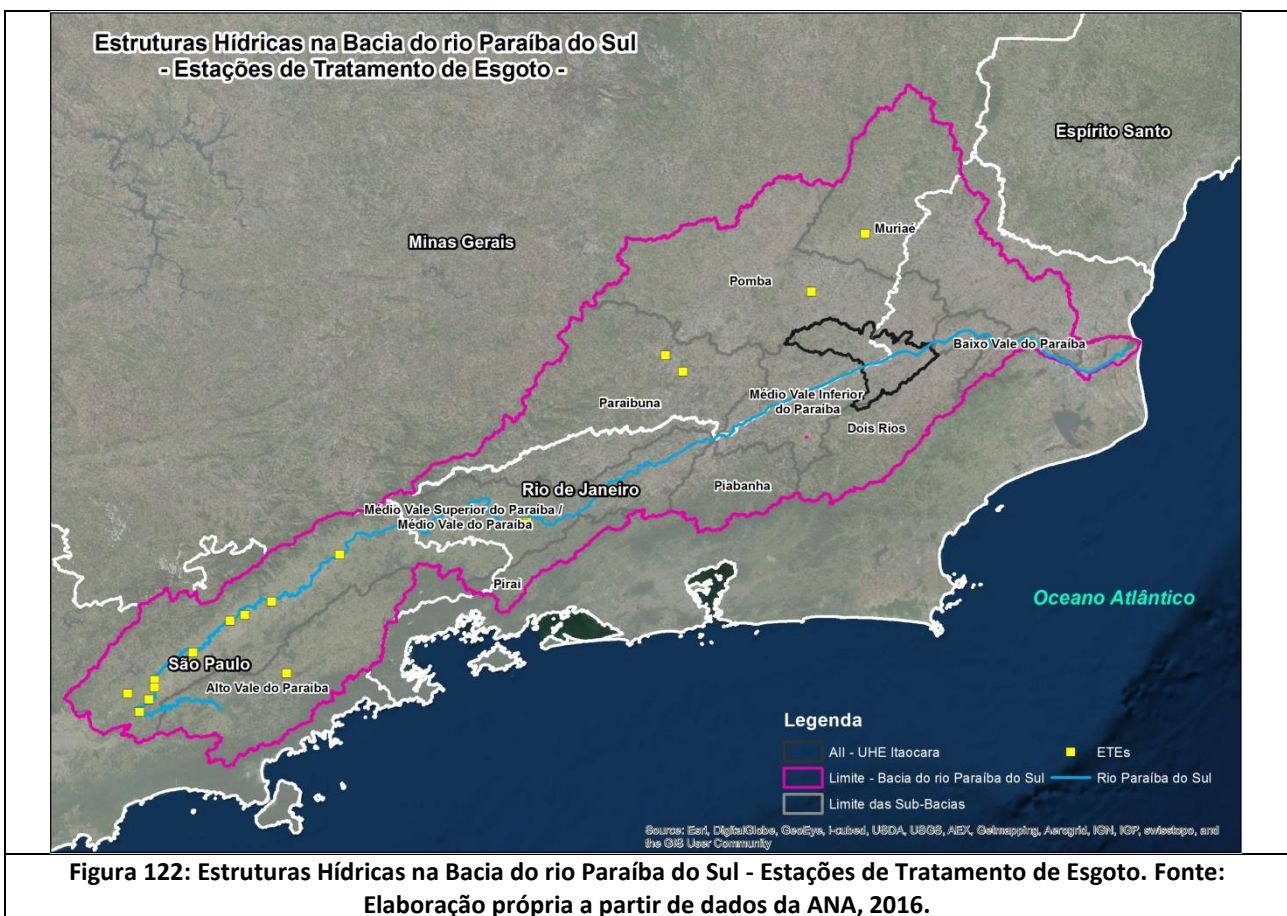 Estruturas Hídricas na Bacia do rio Paraíba do Sul
- Estações de Tratamento de Esgoto -
Espírito Santo
Muriaé
Minas Gerais
Pomba
Baixo Vale do Paraíba
Médio Vale Inferior
do Paraíba
Paraibuna
Dois Rios
Rio de Janeiro
Piabanha
Médio Vale Superior do Paraíba /
Médio Vale do Paraíba
Piraí
Oceano Atlântico
São Paulo
Alto Vale do Paraíba
Legenda
AII - UHE Itaocara
ETEs
Limite - Bacia do rio Paraíba do Sul
Rio Paraíba do Sul
Limite das Sub-Bacias
Source: Esri, DigitalGlobe, GeoEye, i-cubed, USDA, USGS, AEX, Getmapping, Aerogrid, IGN, IGP, swisstopo, and
the GIS User Community
Figura 122: Estruturas Hídricas na Bacia do rio Paraíba do Sul - Estações de Tratamento de Esgoto. Fonte:
Elaboração própria a partir de dados da ANA, 2016.